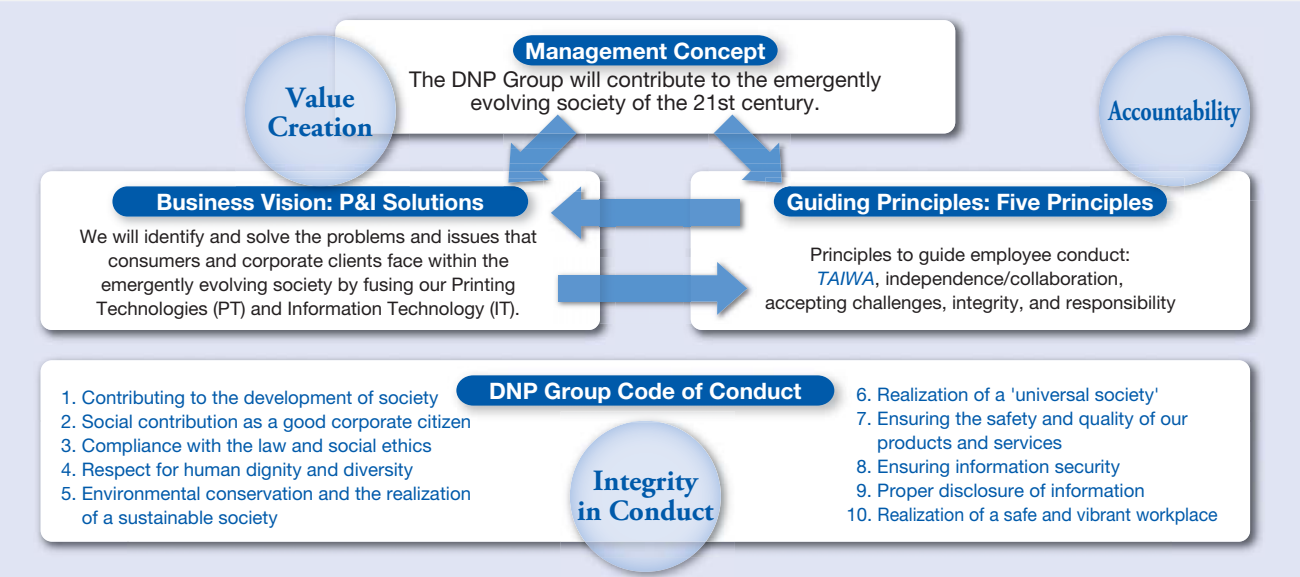 Management Concept
The DNP Group will contribute to the emergently
evolving society of the 21st century.
Value
Creation
Accountability
Business Vision: P&I Solutions
We will identify and solve the problems and issues that
consumers and corporate clients face within the
emergently evolving society by fusing our Printing
Technologies (PT) and Information Technology (IT).
Guiding Principles: Five Principles
Principles to guide employee conduct:
TAIWA, independence/collaboration,
accepting challenges, integrity, and responsibility
DNP Group Code of Conduct
1. Contributing to the development of society
2. Social contribution as a good corporate citizen
3. Compliance with the law and social ethics
4. Respect for human dignity and diversity
5. Environmental conservation and the realization
of a sustainable society
Integrity
in Conduct
6. Realization of a 'universal society'
7. Ensuring the safety and quality of our
products and services
8. Ensuring information security
9. Proper disclosure of information
10. Realization of a safe and vibrant workplace